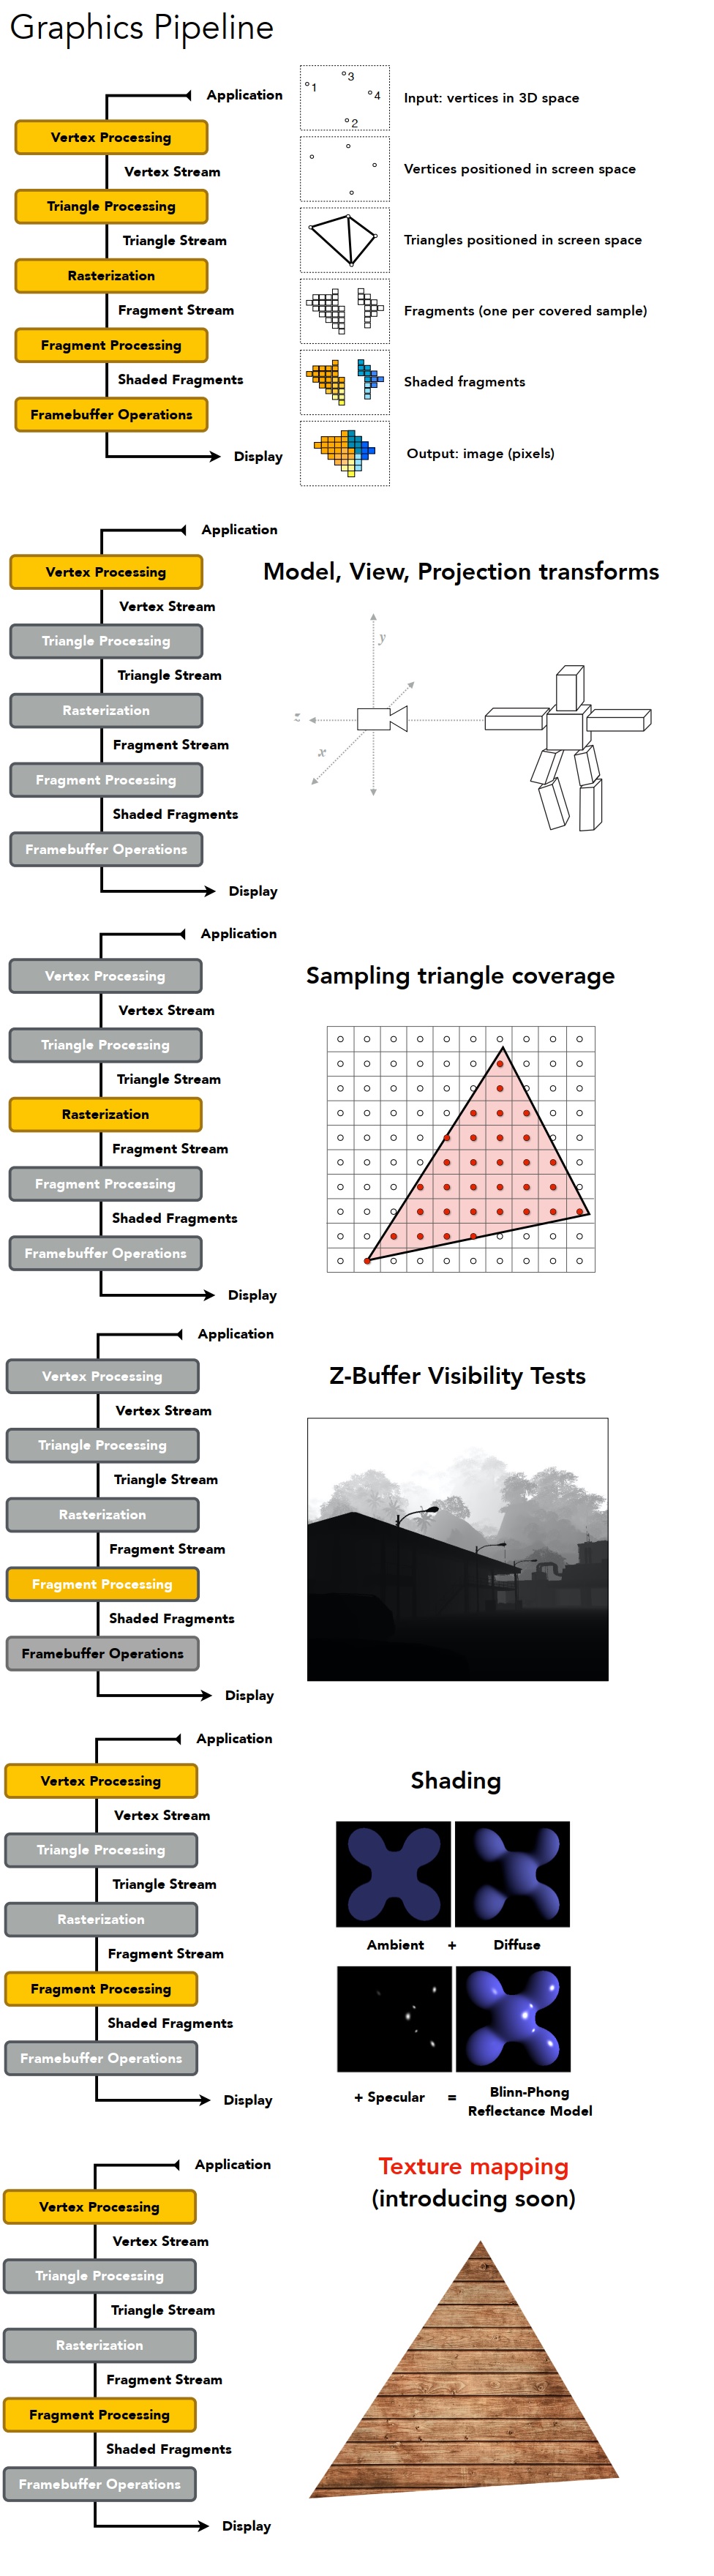 Graphics Pipeline
Application
Vertex Processing
Vertex Stream
Triangle Processing
Triangle Stream
Rasterization
Fragment Stream
Fragment Processing
Shaded Fragments
Framebuffer Operations
Display
1
3
4
2
Input: vertices in 3D space
Vertices positioned in screen space
Triangles positioned in screen space
Fragments (one per covered sample)
Shaded fragments
Output: image (pixels)
Application
Vertex Processing
Vertex Stream
Triangle Processing
Triangle Stream
Rasterization
Fragment Stream
Fragment Processing
Shaded Fragments
Framebuffer Operations
Display
Model, View, Projection transforms
y
z
x
Application
Vertex Processing
Vertex Stream
Triangle Processing
Triangle Stream
Rasterization
Fragment Stream
Fragment Processing
Shaded Fragments
Framebuffer Operations
Display
Sampling triangle coverage
Application
Vertex Processing
Vertex Stream
Triangle Processing
Triangle Stream
Rasterization
Fragment Stream
Fragment Processing
Shaded Fragments
Framebuffer Operations
Display
Z-Buffer Visibility Tests
Application
Vertex Processing
Vertex Stream
Triangle Processing
Triangle Stream
Rasterization
Fragment Stream
Fragment Processing
Shaded Fragments
Framebuffer Operations
Display
Shading
Ambient + Diffuse
+ Specular = Blinn-Phong
Reflectance Model
Application
Vertex Processing
Vertex Stream
Triangle Processing
Triangle Stream
Rasterization
Fragment Stream
Fragment Processing
Shaded Fragments
Framebuffer Operations
Display
Texture mapping
(introducing soon)